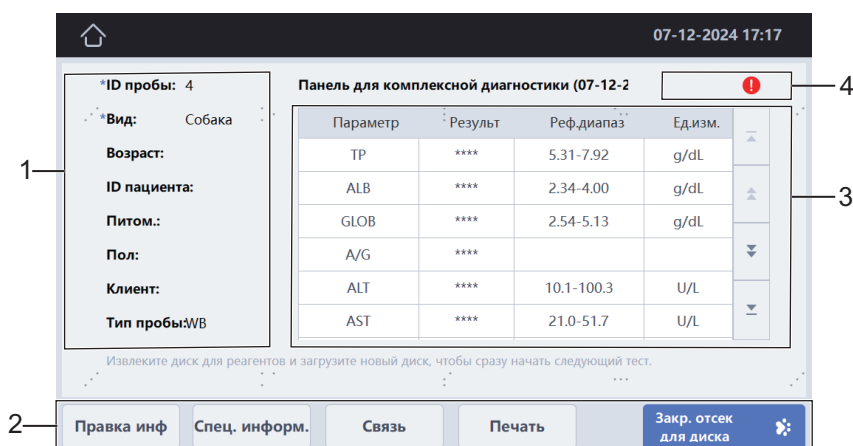 07-12-2024 17:17
*ID пробы: 4
Панель для комплексной диагностики (07-12-2
4
*Вид: Собака
Параметр Результ Реф.диапаз Ед.изм.
Возраст:
TP **** 5.31-7.92 g/dL
1
ID пациента:
ALB **** 2.34-4.00 g/dL
3
Питом.:
GLOB **** 2.54-5.13 g/dL
Пол:
A/G ****
Клиент:
ALT **** 10.1-100.3 U/L
Тип пробы:WB
AST **** 21.0-51.7 U/L
Извлеките диск для реагентов и загрузите новый диск, чтобы сразу начать следующий тест.
2
Правка инф Спец. информ. Связь Печать Закр. отсек
для диска